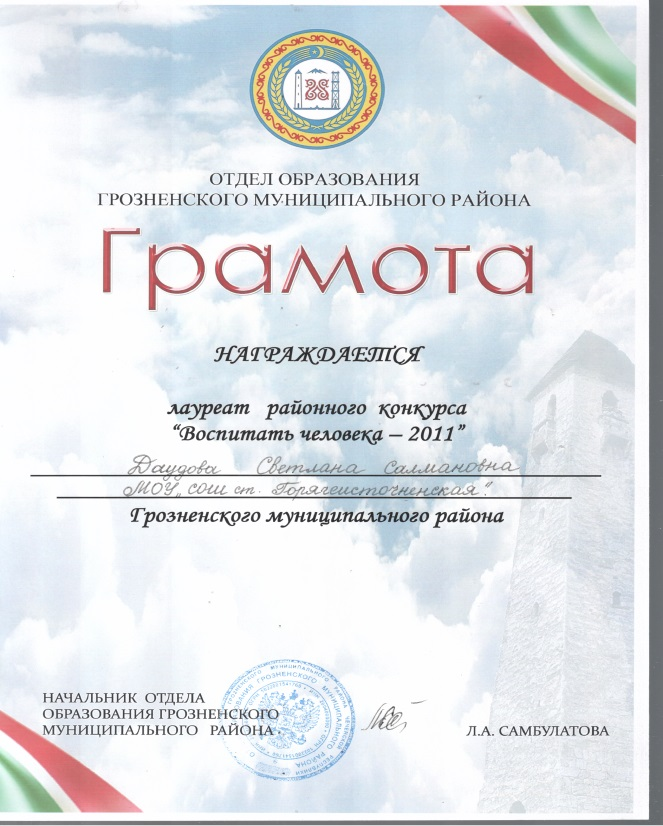 ОТДЕЛ ОБРАЗОВАНИЯ
ГРОЗНЕНСКОГО МУНИЦИПАЛЬНОГО РАЙОНА
Грамота
НАГРАЖДАЕТСЯ
лауреат районного конкурса
“Воспитать человека – 2011”
Даудова Светлана Салмановна
МОУ „СОШ ст. Горячеисточненская".
Грозненского муниципального района
НАЧАЛЬНИК ОТДЕЛА
ОБРАЗОВАНИЯ ГРОЗНЕНСКОГО
МУНИЦИПАЛЬНОГО РАЙОНА
Л.А. САМБУЛАТОВА